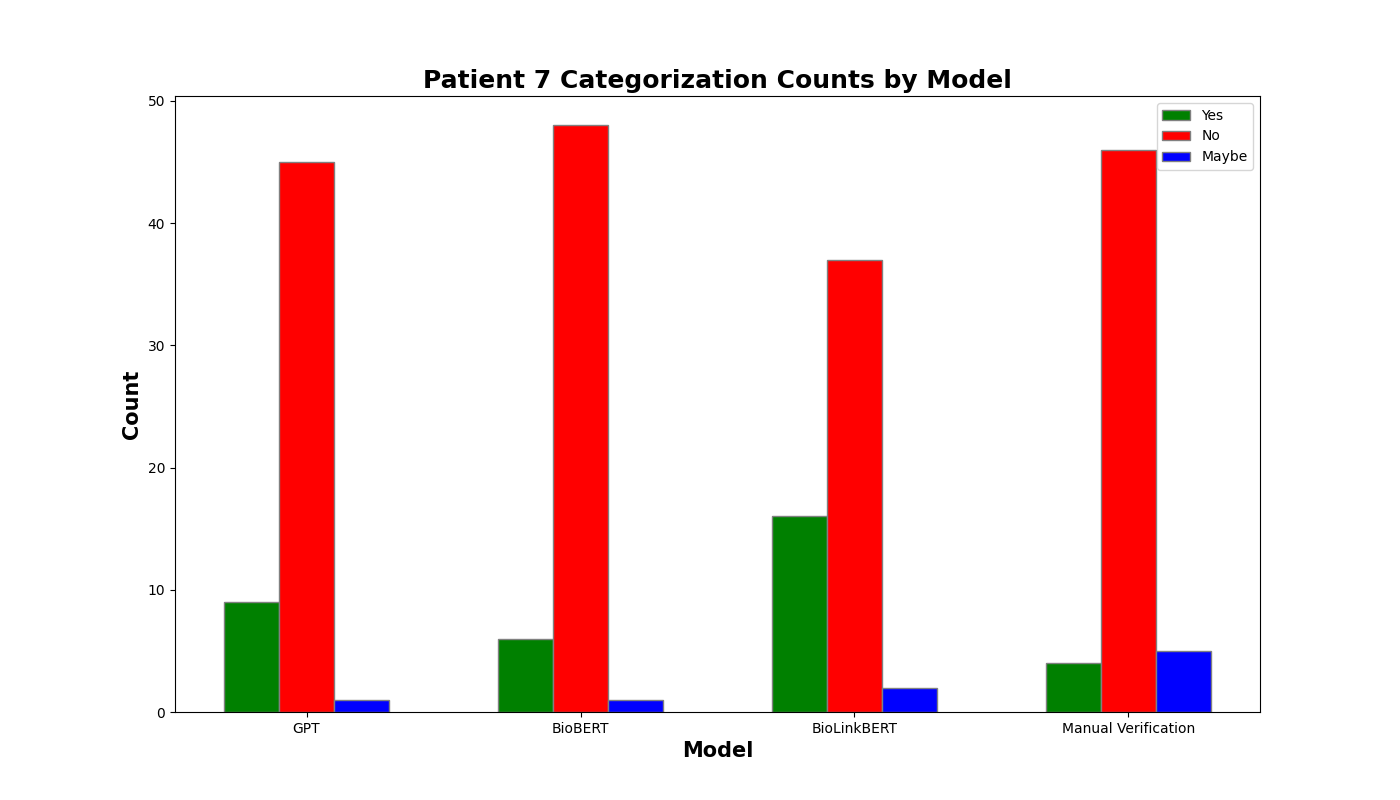 Patient 7 Categorization Counts by Model
50
40
30
20
10
0
Count
Yes
No
Maybe
GPT
BioBERT
BioLinkBERT
Manual Verification
Model